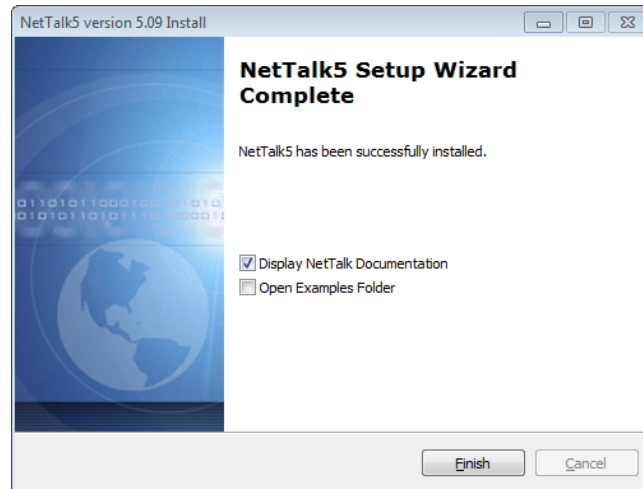 NetTalk5 version 5.09 Install
NetTalk5 Setup Wizard
Complete
NetTalk5 has been successfully installed.
Display NetTalk Documentation
Open Examples Folder
Finish
Cancel